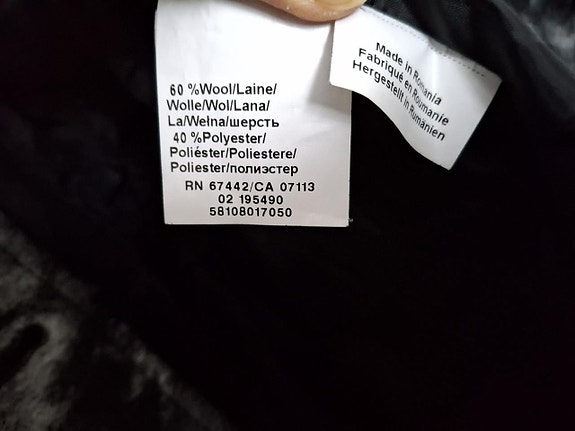 60 %Wool/Laine/
Wolle/Wol/Lana/
La/Wełna/шерсть
40 %Polyester/
Poliéster/Poliestere/
Poliester/полиэстер
RN 67442/CA 07113
02 195490
58108017050
Made in Romania
Fabriqué en Roumanie
Hergestellt in Rumänien